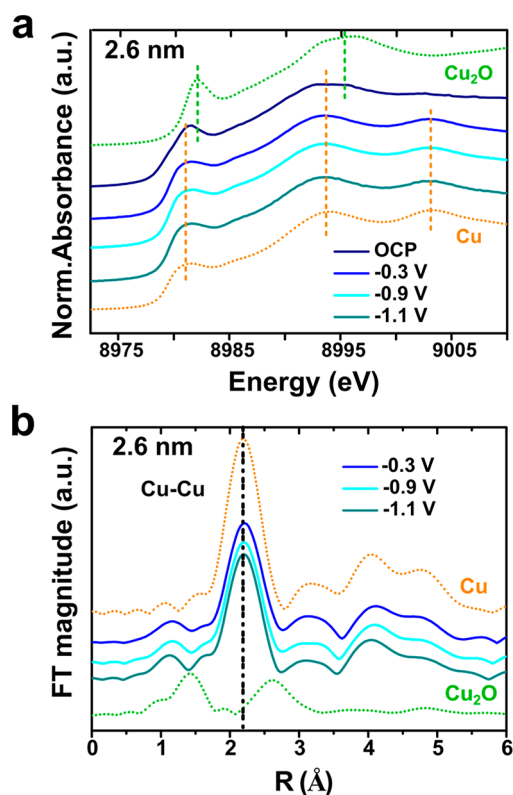 a
2.6 nm
Cu₂O
Cu
OCP
-0.3 V
-0.9 V
-1.1 V
Norm.Absorbance (a.u.)
8975 8985 8995 9005
Energy (eV)
b
2.6 nm
Cu-Cu
-0.3 V
-0.9 V
-1.1 V
Cu
Cu₂O
FT magnitude (a.u.)
0 1 2 3 4 5 6
R (Å)